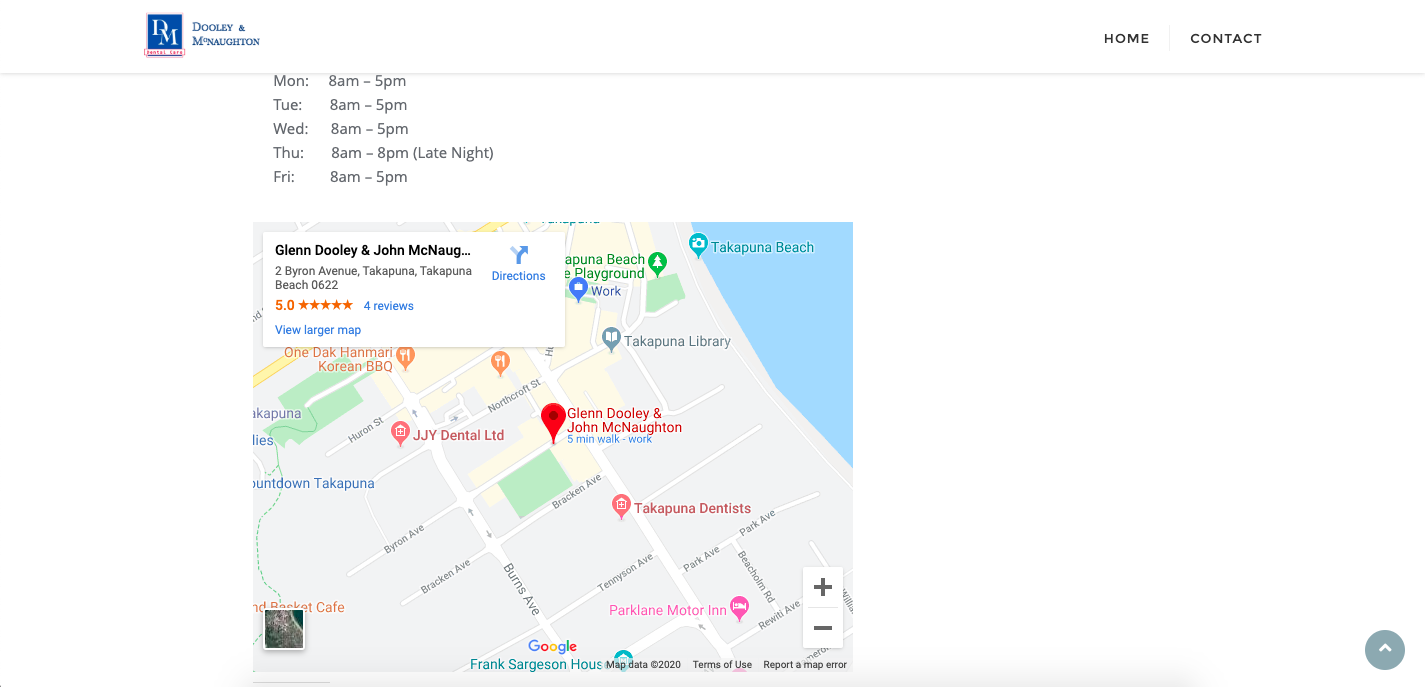 DOOLEY &
MCNAUGHTON
DM
Dental Care
HOME
CONTACT
Mon: 8am – 5pm
Tue: 8am – 5pm
Wed: 8am – 5pm
Thu: 8am – 8pm (Late Night)
Fri: 8am – 5pm
Takapuna
Glenn Dooley & John McNaug...
2 Byron Avenue, Takapuna, Takapuna
Beach 0622
5.0 ★★★★★ 4 reviews
View larger map
Directions
Takapuna Beach
apuna Beach
e Playground
Work
Takapuna Library
One Dak Hanmari
Korean BBQ
Northcroft St
akapuna
Huron St
lies
JJY Dental Ltd
Glenn Dooley &
John McNaughton
5 min walk - work
ountdown Takapuna
Bracken Ave
Takapuna Dentists
Park Ave
Byron Ave
Bracken Ave
Burns Ave
Tennyson Ave
Park Ave
Beacholm Rd
Rewiti Ave
nd Basket Cafe
Parklane Motor Inn
Google
Frank Sargeson Hous
Map data ©2020
Terms of Use
Report a map error